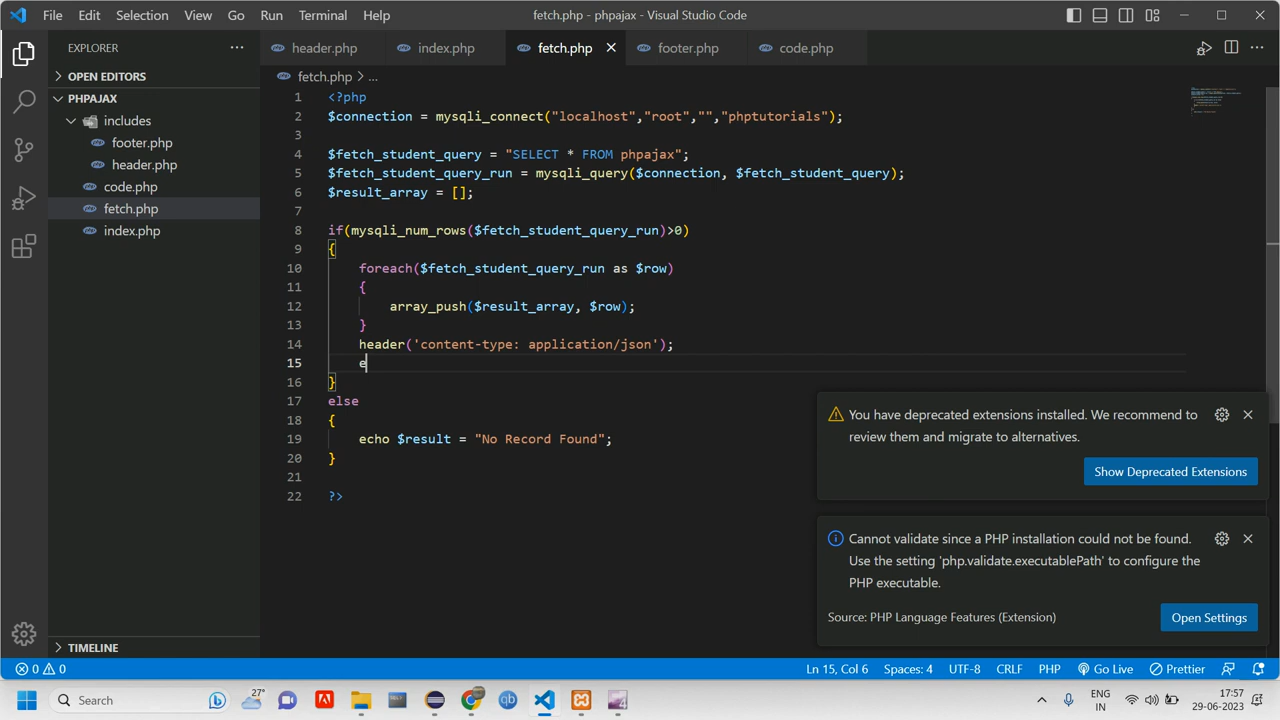 File Edit Selection View Go Run Terminal Help
fetch.php - phpajax - Visual Studio Code
EXPLORER
OPEN EDITORS
PHPAJAX
includes
footer.php
header.php
code.php
fetch.php
index.php
TIMELINE
header.php index.php fetch.php footer.php code.php
fetch.php > ...
1 <?php
2 $connection = mysqli_connect("localhost","root","","phptutorials");
3
4 $fetch_student_query = "SELECT * FROM phpajax";
5 $fetch_student_query_run = mysqli_query($connection, $fetch_student_query);
6 $result_array = [];
7
8 if(mysqli_num_rows($fetch_student_query_run)>0)
9 {
10 foreach($fetch_student_query_run as $row)
11 {
12 array_push($result_array, $row);
13 }
14 header('content-type: application/json');
15 e
16 }
17 else
18 {
19 echo $result = "No Record Found";
20 }
21
22 ?>
You have deprecated extensions installed. We recommend to
review them and migrate to alternatives.
Show Deprecated Extensions
Cannot validate since a PHP installation could not be found.
Use the setting 'php.validate.executablePath' to configure the
PHP executable.
Source: PHP Language Features (Extension)
Open Settings
0 0
Ln 15, Col 6 Spaces: 4 UTF-8 CRLF PHP Go Live Prettier
Search
27°
qb
4
ENG
IN
17:57
29-06-2023